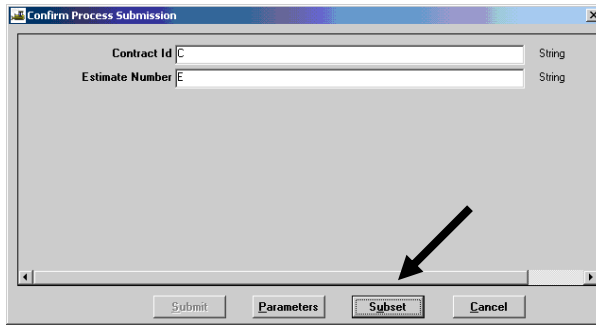 Confirm Process Submission
Contract Id C String
Estimate Number E String
Submit Parameters Subset Cancel